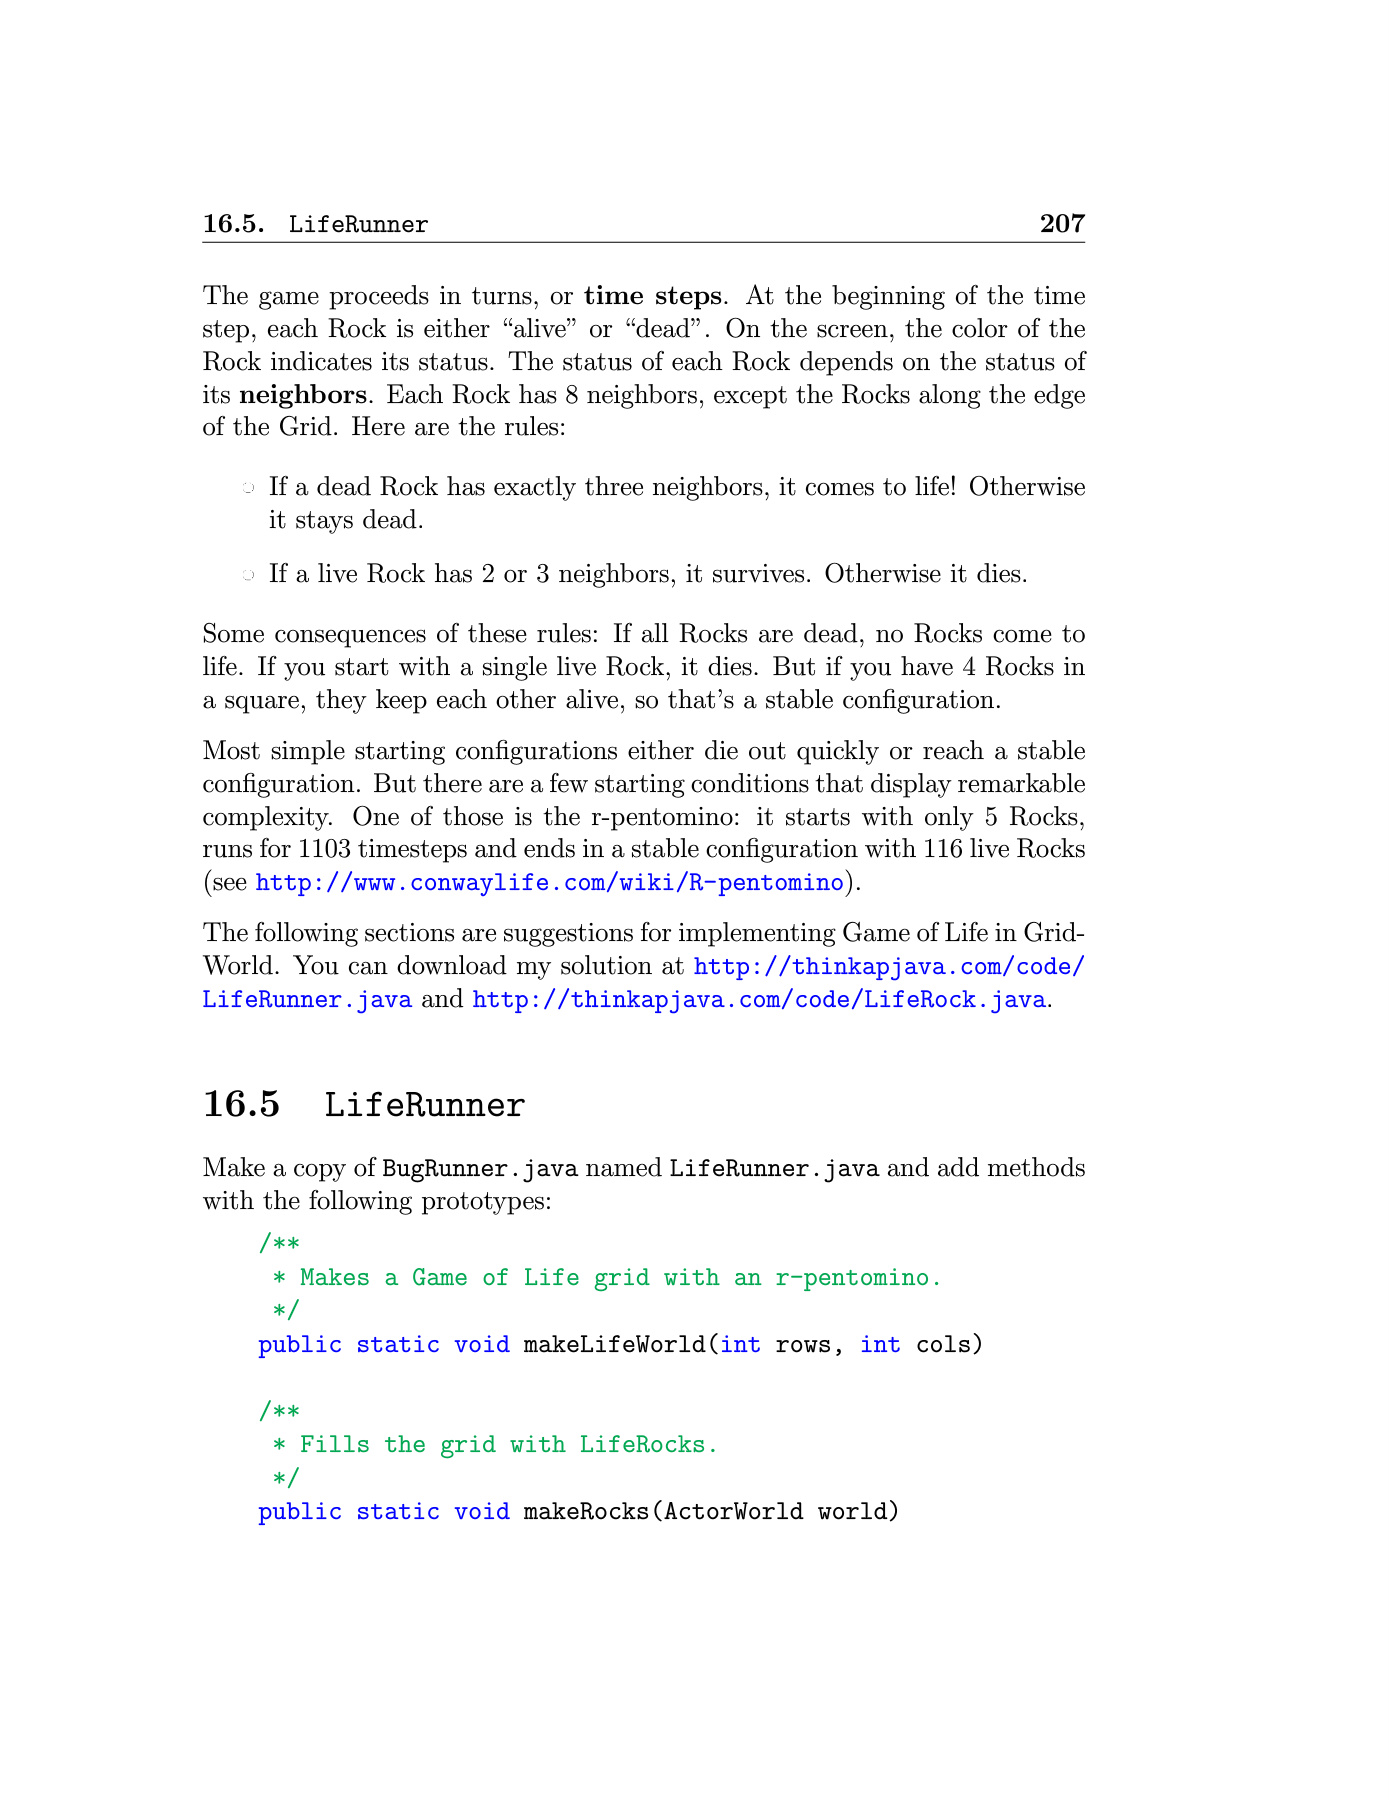 16.5. LifeRunner 207
The game proceeds in turns, or time steps. At the beginning of the time
step, each Rock is either “alive” or “dead”. On the screen, the color of the
Rock indicates its status. The status of each Rock depends on the status of
its neighbors. Each Rock has 8 neighbors, except the Rocks along the edge
of the Grid. Here are the rules:
◦ If a dead Rock has exactly three neighbors, it comes to life! Otherwise
it stays dead.
◦ If a live Rock has 2 or 3 neighbors, it survives. Otherwise it dies.
Some consequences of these rules: If all Rocks are dead, no Rocks come to
life. If you start with a single live Rock, it dies. But if you have 4 Rocks in
a square, they keep each other alive, so that’s a stable configuration.
Most simple starting configurations either die out quickly or reach a stable
configuration. But there are a few starting conditions that display remarkable
complexity. One of those is the r-pentomino: it starts with only 5 Rocks,
runs for 1103 timesteps and ends in a stable configuration with 116 live Rocks
(see http://www.conwaylife.com/wiki/R-pentomino).
The following sections are suggestions for implementing Game of Life in Grid-
World. You can download my solution at http://thinkapjava.com/code/
LifeRunner.java and http://thinkapjava.com/code/LifeRock.java.
16.5 LifeRunner
Make a copy of BugRunner.java named LifeRunner.java and add methods
with the following prototypes:
/**
* Makes a Game of Life grid with an r-pentomino.
*/
public static void makeLifeWorld(int rows, int cols)
/**
* Fills the grid with LifeRocks.
*/
public static void makeRocks(ActorWorld world)